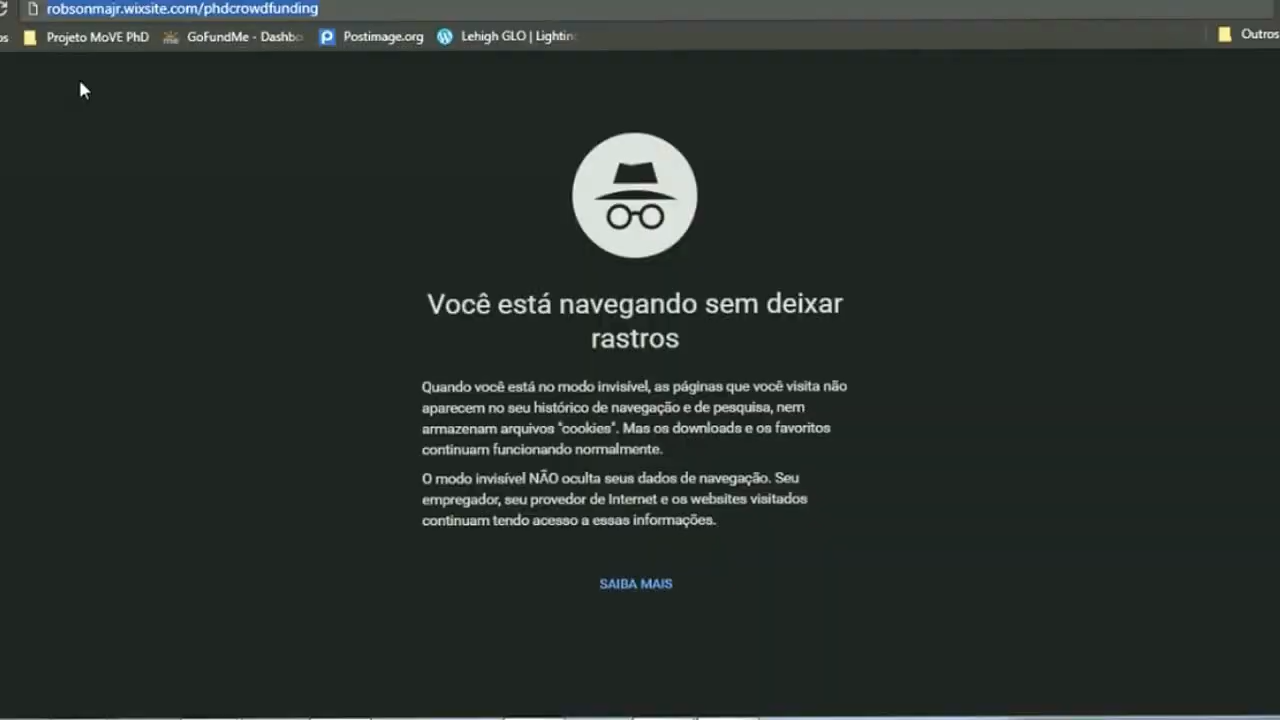 robsonmajr.wixsite.com/phdcrowdfunding
os Projeto MoVE PhD GoFundMe - Dashbo Postimage.org Lehigh GLO | Lightin Outros
Você está navegando sem deixar
rastros
Quando você está no modo invisível, as páginas que você visita não
aparecem no seu histórico de navegação e de pesquisa, nem
armazenam arquivos "cookies". Mas os downloads e os favoritos
continuam funcionando normalmente.
O modo invisível NÃO oculta seus dados de navegação. Seu
empregador, seu provedor de Internet e os websites visitados
continuam tendo acesso a essas informações.
SAIBA MAIS